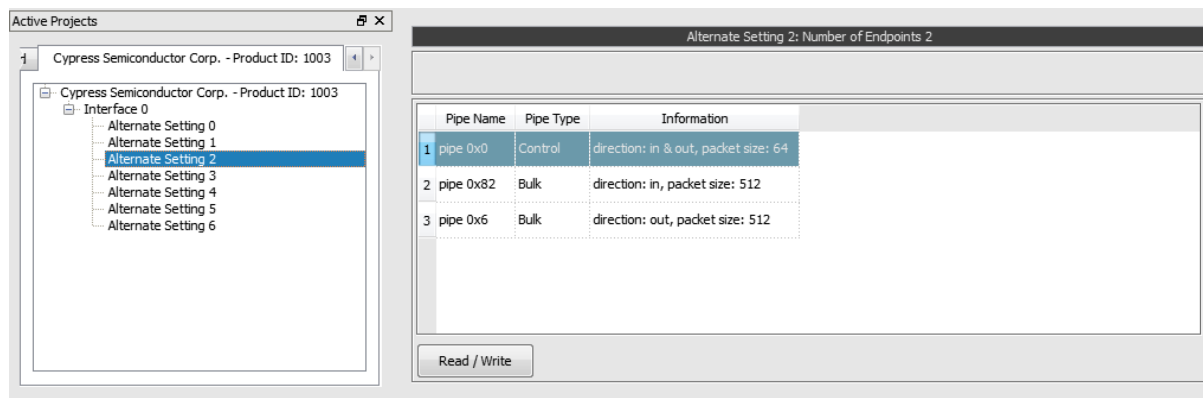 Active Projects
Cypress Semiconductor Corp. - Product ID: 1003
Cypress Semiconductor Corp. - Product ID: 1003
Interface 0
Alternate Setting 0
Alternate Setting 1
Alternate Setting 2
Alternate Setting 3
Alternate Setting 4
Alternate Setting 5
Alternate Setting 6
Alternate Setting 2: Number of Endpoints 2
Pipe Name Pipe Type Information
1 pipe 0x0 Control direction: in & out, packet size: 64
2 pipe 0x82 Bulk direction: in, packet size: 512
3 pipe 0x6 Bulk direction: out, packet size: 512
Read / Write